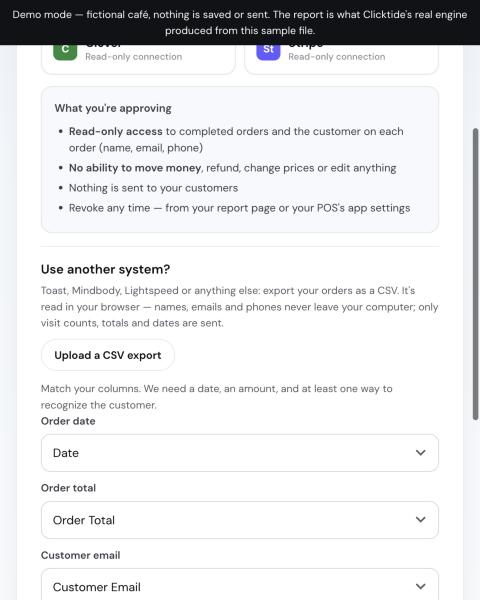 Demo mode — fictional café, nothing is saved or sent. The report is what Clicktide's real engine
produced from this sample file.
C
St
Read-only connection
Read-only connection
What you're approving
• Read-only access to completed orders and the customer on each
order (name, email, phone)
• No ability to move money, refund, change prices or edit anything
• Nothing is sent to your customers
• Revoke any time — from your report page or your POS's app settings
Use another system?
Toast, Mindbody, Lightspeed or anything else: export your orders as a CSV. It's
read in your browser — names, emails and phones never leave your computer; only
visit counts, totals and dates are sent.
Upload a CSV export
Match your columns. We need a date, an amount, and at least one way to
recognize the customer.
Order date
Date
Order total
Order Total
Customer email
Customer Email